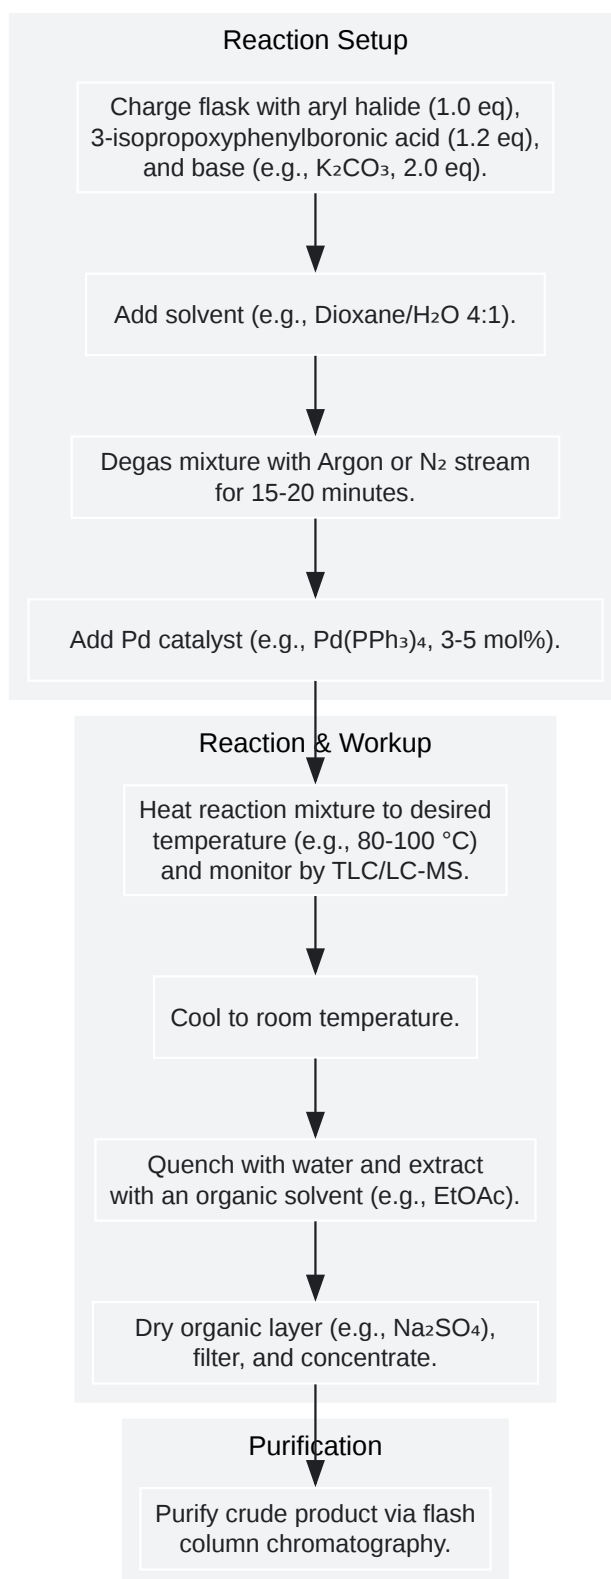 Reaction Setup
Charge flask with aryl halide (1.0 eq),
3-isopropoxyphenylboronic acid (1.2 eq),
and base (e.g., K₂CO₃, 2.0 eq).
Add solvent (e.g., Dioxane/H₂O 4:1).
Degas mixture with Argon or N₂ stream
for 15-20 minutes.
Add Pd catalyst (e.g., Pd(PPh₃)₄, 3-5 mol%).
Reaction & Workup
Heat reaction mixture to desired
temperature (e.g., 80-100 °C)
and monitor by TLC/LC-MS.
Cool to room temperature.
Quench with water and extract
with an organic solvent (e.g., EtOAc).
Dry organic layer (e.g., Na₂SO₄),
filter, and concentrate.
Purification
Purify crude product via flash
column chromatography.